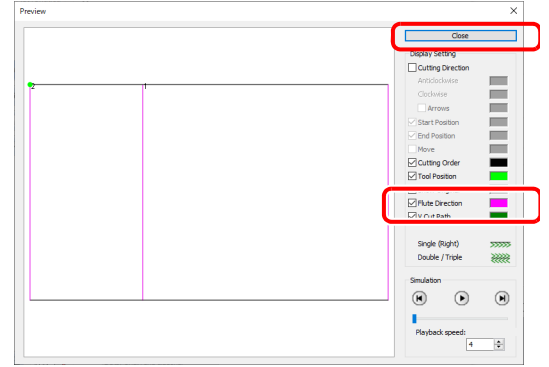 Preview
Close
Display Setting
Cutting Direction
Anticlockwise
Clockwise
Arrows
Start Position
End Position
Move
Cutting Order
Tool Position
Flute Direction
V Cut Path
Single (Right)
Double / Triple
Simulation
Playback speed:
4
2
1